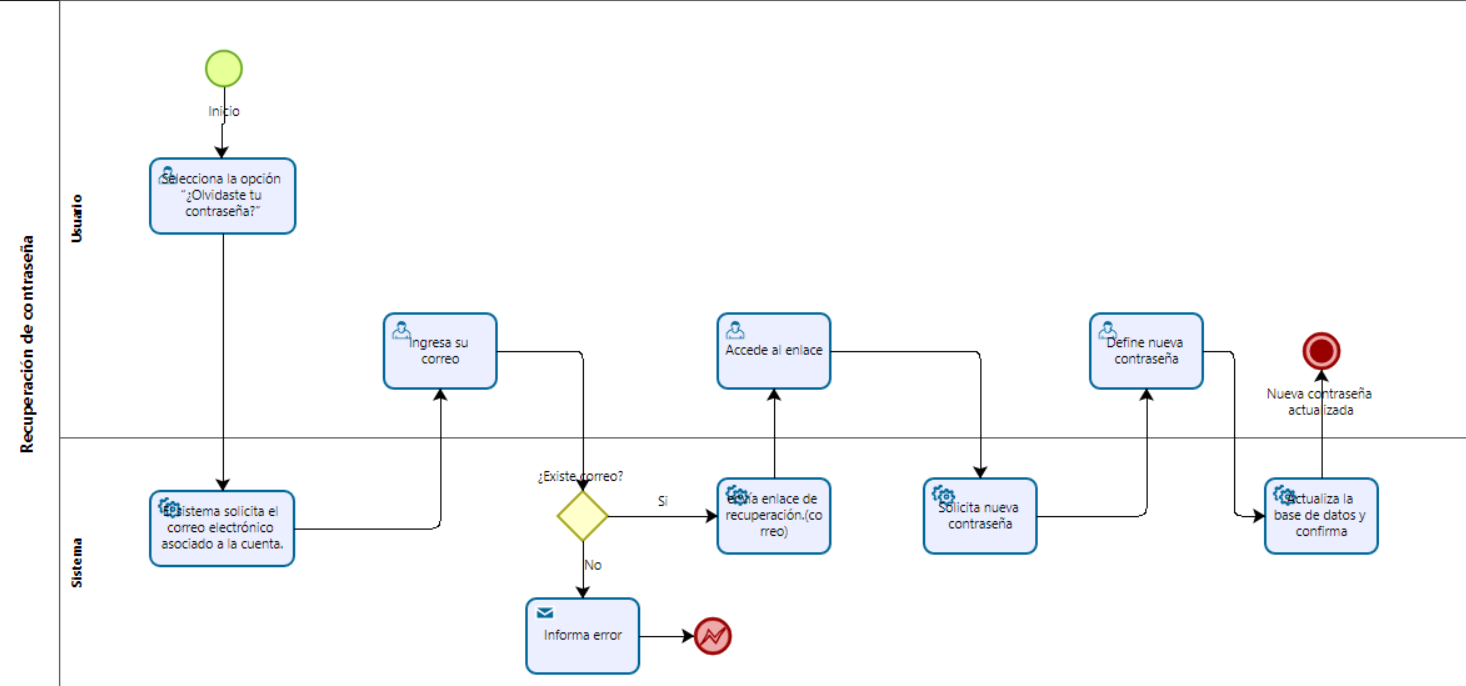 Recuperación de contraseña
Usuario
Inicio
Selecciona la opción
"¿Olvidaste tu
contraseña?"
Ingresa su
correo
Accede al enlace
Define nueva
contraseña
Nueva contraseña
actualizada
Sistema
El sistema solicita el
correo electrónico
asociado a la cuenta.
¿Existe correo?
Si
No
envía enlace de
recuperación.(co
rreo)
Solicita nueva
contraseña
Actualiza la
base de datos y
confirma
Informa error